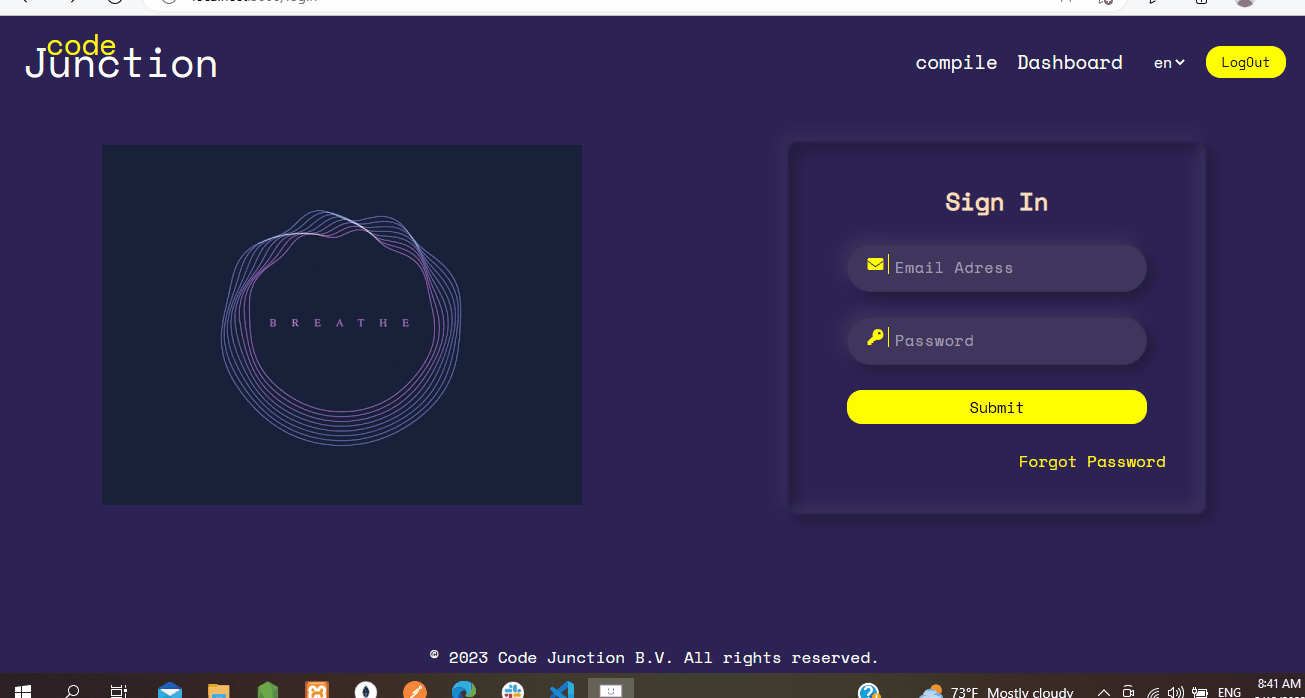 code
Junction
compile Dashboard en LogOut
BREATHE
Sign In
Email Adress
Password
Submit
Forgot Password
© 2023 Code Junction B.V. All rights reserved.
73°F Mostly cloudy ENG 8:41 AM